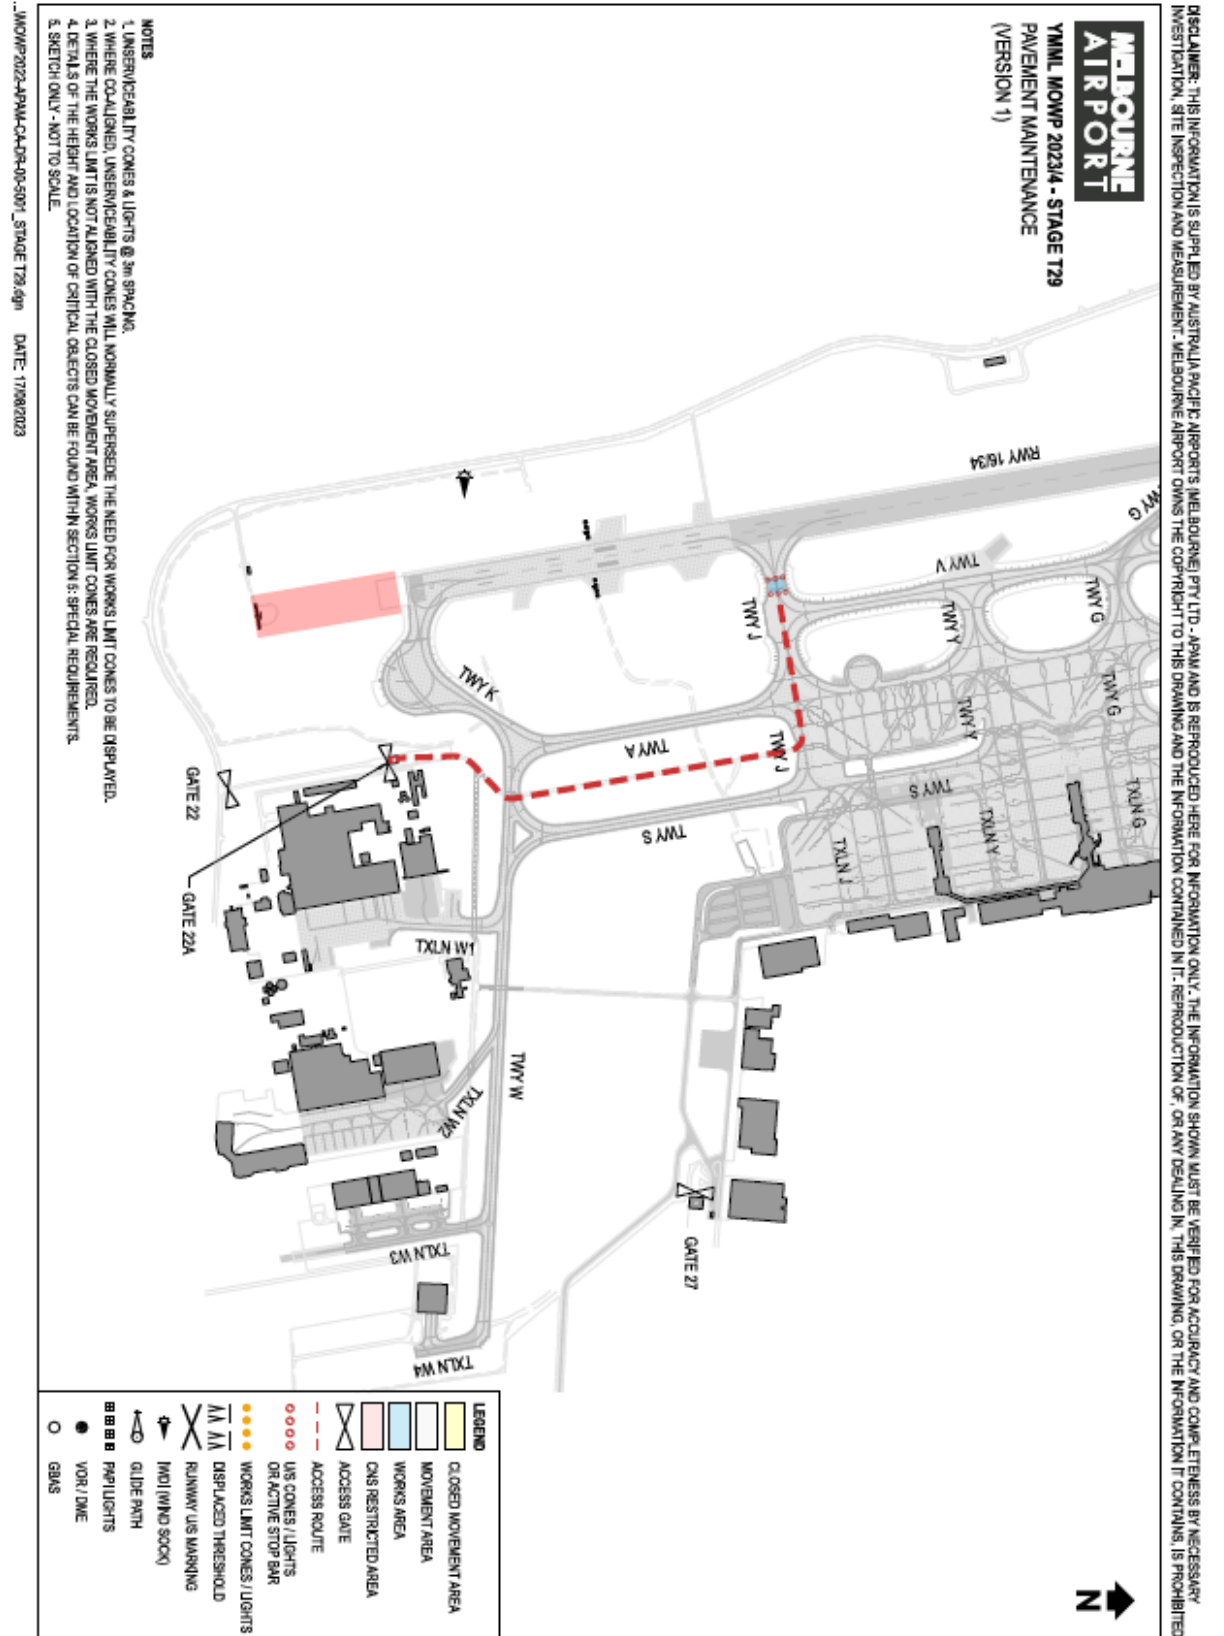 DISCLAIMER: THIS INFORMATION IS SUPPLIED BY AUSTRALIA PACIFIC AIRPORTS (MELBOURNE) PTY LTD - APAM AND IS REPRODUCED HERE FOR INFORMATION ONLY. THE INFORMATION SHOWN MUST BE VERIFIED FOR ACCURACY AND COMPLETENESS BY NECESSARY
INVESTIGATION, SITE INSPECTION AND MEASUREMENT. MELBOURNE AIRPORT OWNS THE COPYRIGHT TO THIS DRAWING AND THE INFORMATION CONTAINED IN IT. REPRODUCTION OF, OR ANY DEALING IN, THIS DRAWING, OR THE INFORMATION IT CONTAINS, IS PROHIBITED
MELBOURNE
AIRPORT
YMML MOWP 2023/4 - STAGE T29
PAVEMENT MAINTENANCE
(VERSION 1)
N
RWY 16/34
TWY G
TWY V
TWY G
TWY Y
TWY J
TWY G
TWY Y
TWY K
TWY A
TWY J
TWY S
TWY S
TXLN G
TXLN Y
TXLN J
GATE 22
GATE 22A
TXLN W1
TWY W
TXLN W2
TXLN W3
TXLN W4
GATE 27
LEGEND
CLOSED MOVEMENT AREA
MOVEMENT AREA
WORKS AREA
CNS RESTRICTED AREA
ACCESS GATE
ACCESS ROUTE
U/S CONES / LIGHTS
OR ACTIVE STOP BAR
WORKS LIMIT CONES / LIGHTS
DISPLACED THRESHOLD
RUNWAY U/S MARKING
IWDI (WIND SOCK)
GLIDE PATH
PAPI LIGHTS
VOR / DME
GBAS
NOTES
1. UNSERVICEABILITY CONES & LIGHTS @ 3m SPACING.
2. WHERE CO-ALIGNED, UNSERVICEABILITY CONES WILL NORMALLY SUPERSEDE THE NEED FOR WORKS LIMIT CONES TO BE DISPLAYED.
3. WHERE THE WORKS LIMIT IS NOT ALIGNED WITH THE CLOSED MOVEMENT AREA, WORKS LIMIT CONES ARE REQUIRED.
4. DETAILS OF THE HEIGHT AND LOCATION OF CRITICAL OBJECTS CAN BE FOUND WITHIN SECTION 5: SPECIAL REQUIREMENTS.
5. SKETCH ONLY - NOT TO SCALE.
...\MOWP2022-APAM-CA-DR-00-5001_STAGE T29.dgn DATE: 17/08/2023